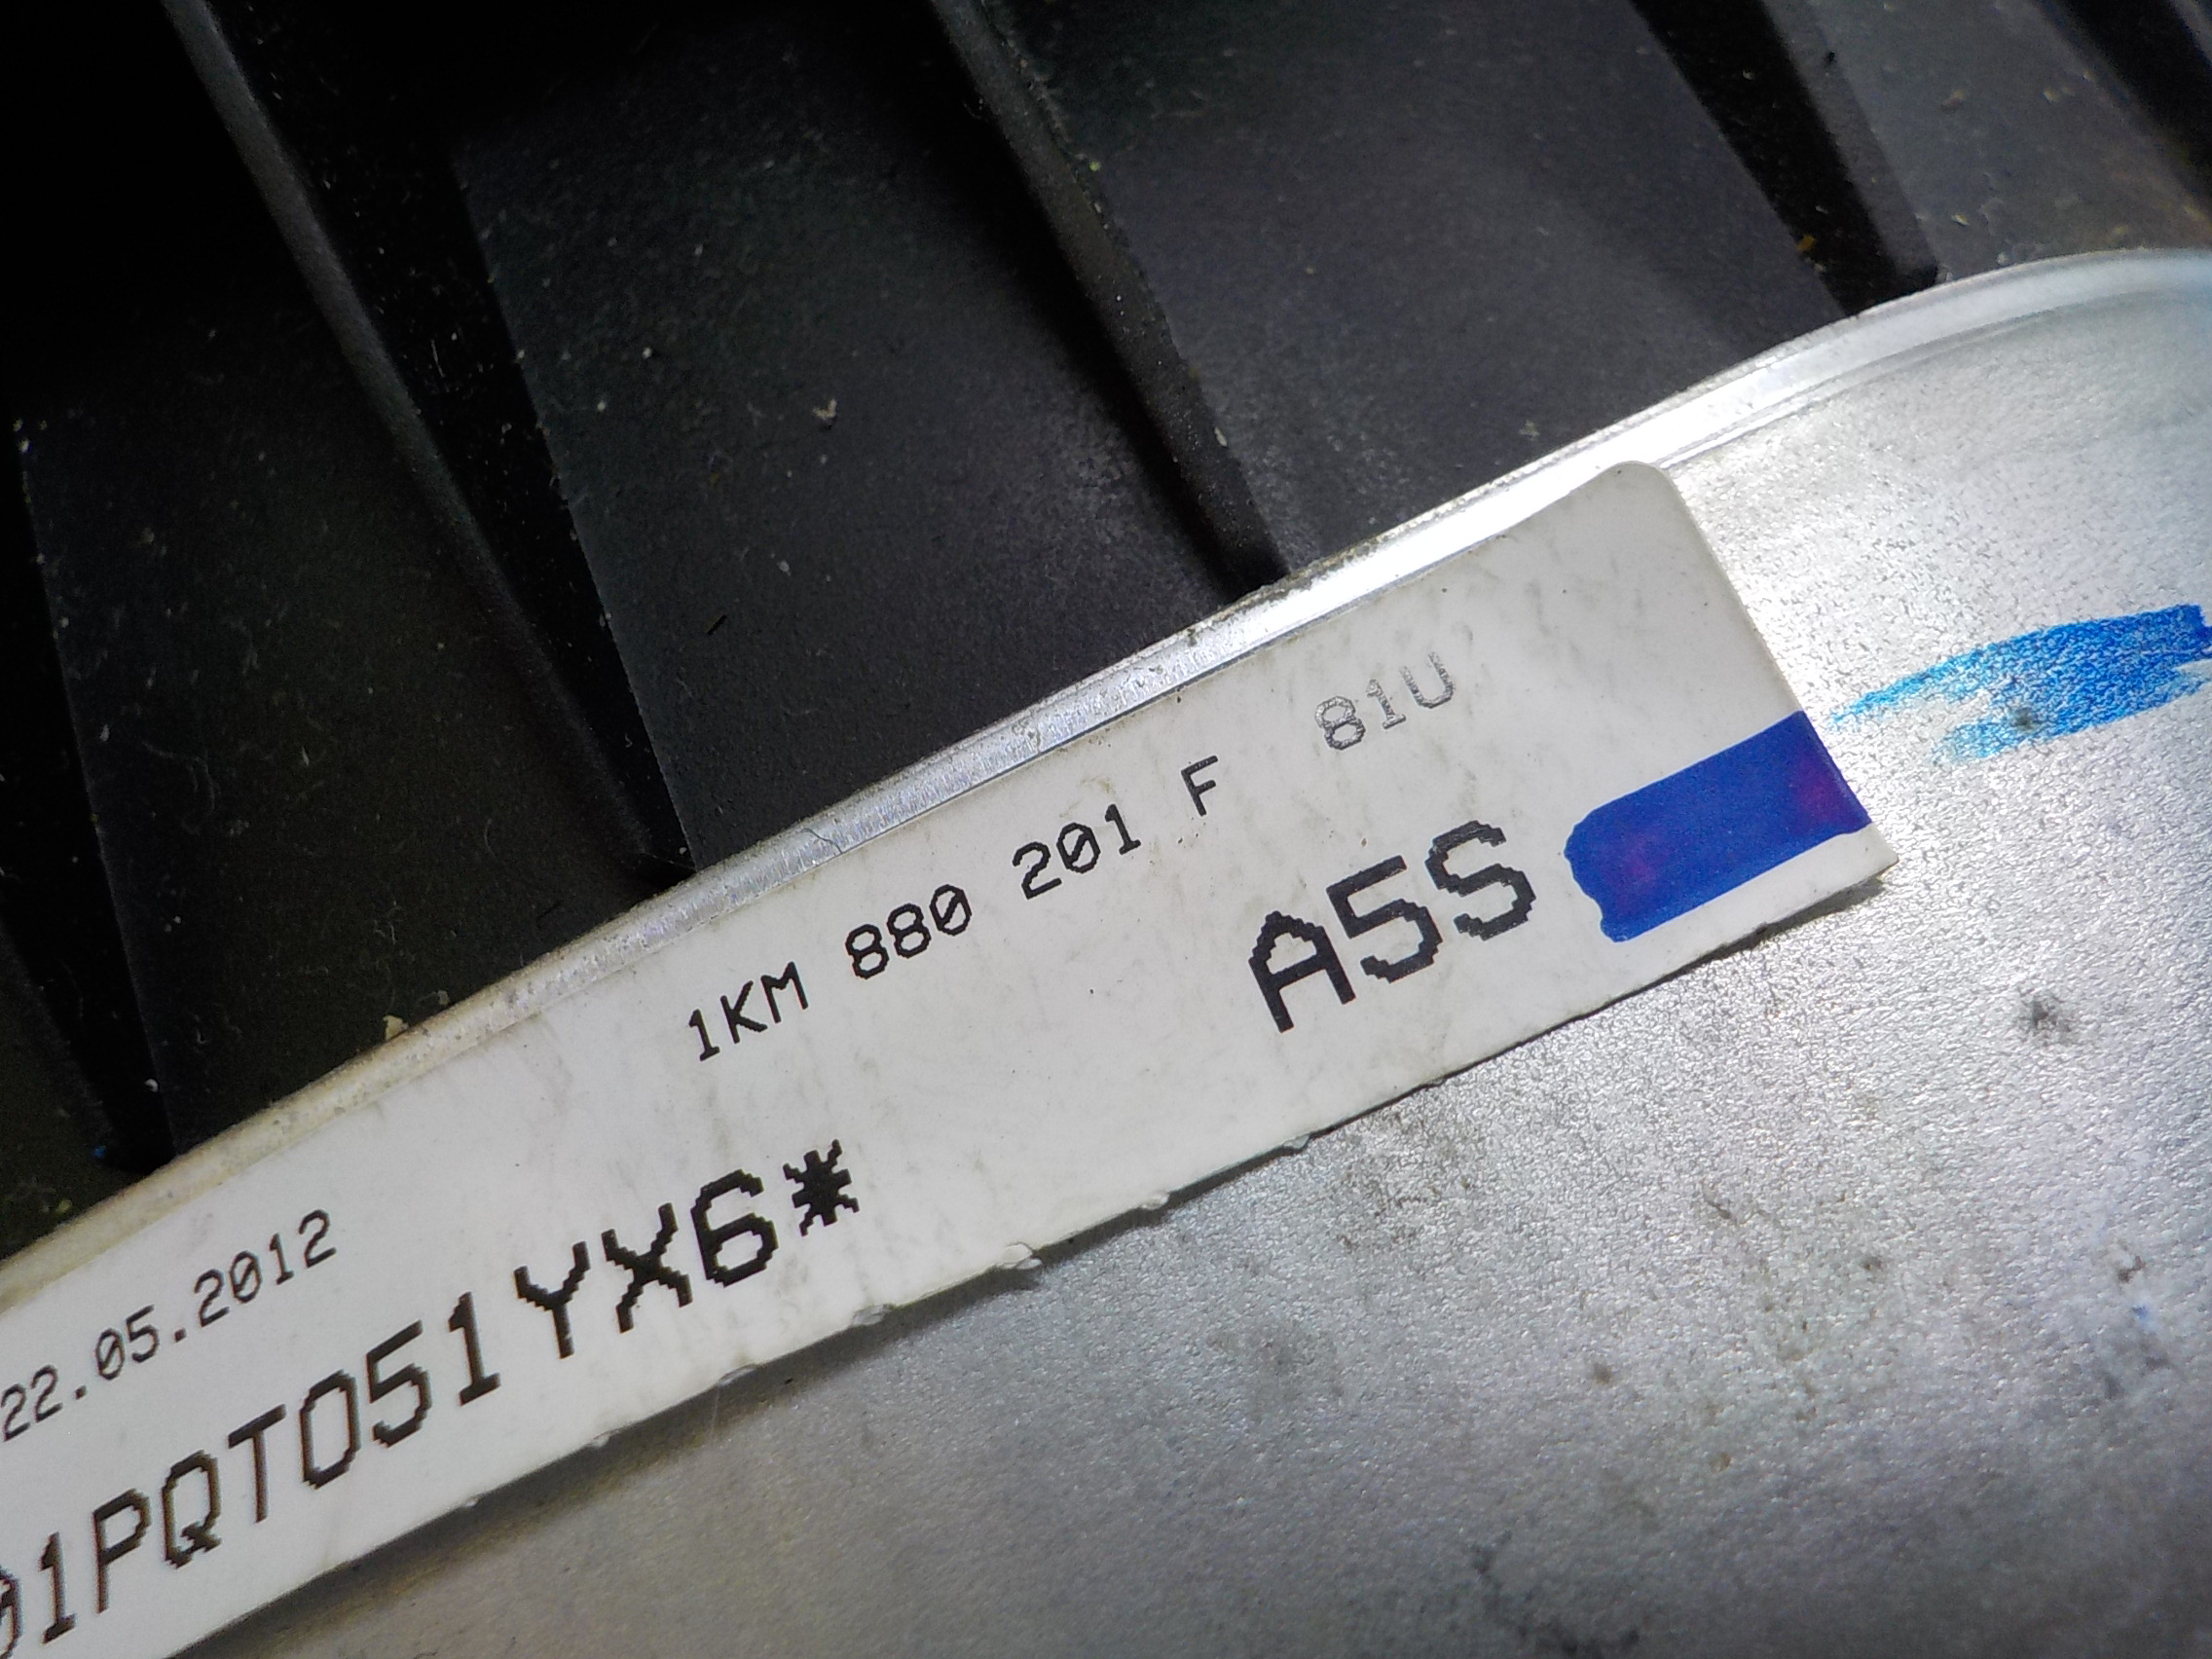 1KM 880 201 F 81U
A5S
22.05.2012
01PQT051YX6*